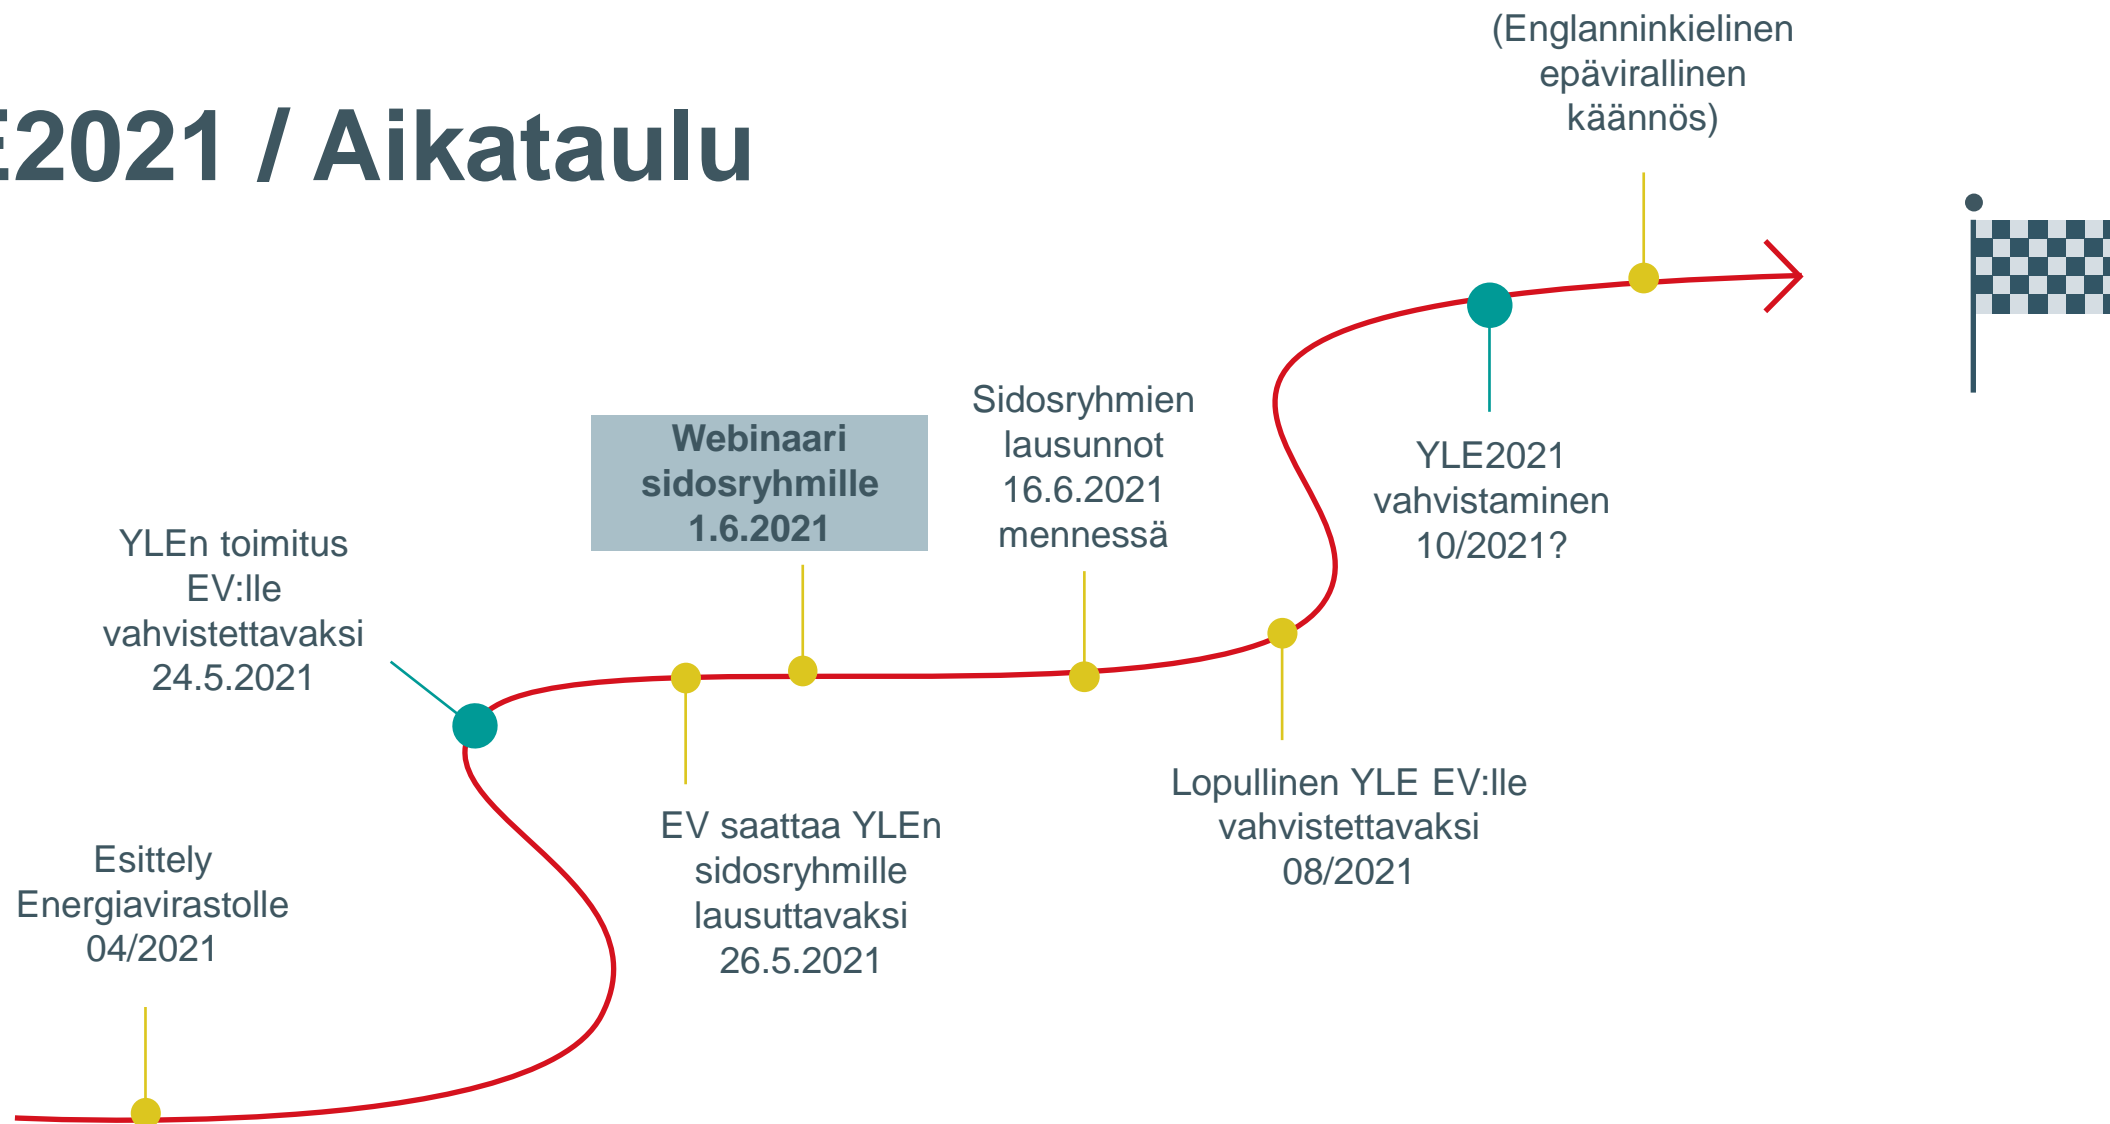 E2021 / Aikataulu
(Englanninkielinen
epävirallinen
käännös)
Sidosryhmien
lausunnot
16.6.2021
mennessä
Webinaari
sidosryhmille
1.6.2021
YLE2021
vahvistaminen
10/2021?
YLEn toimitus
EV:lle
vahvistettavaksi
24.5.2021
Lopullinen YLE EV:lle
vahvistettavaksi
08/2021
EV saattaa YLEn
sidosryhmille
lausuttavaksi
26.5.2021
Esittely
Energiavirastolle
04/2021